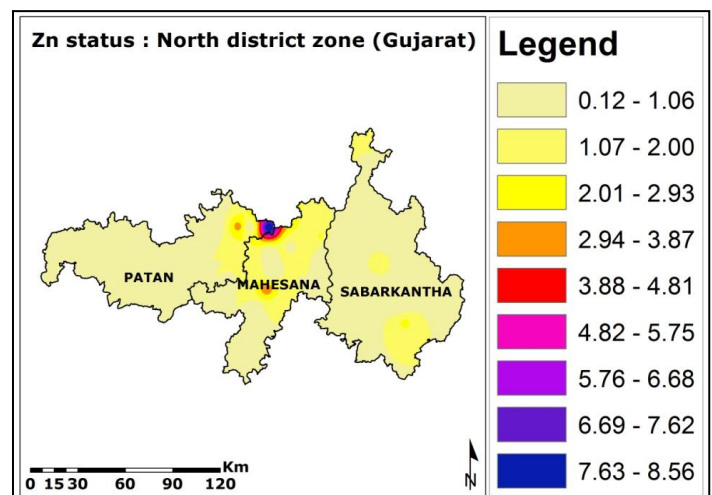 Zn status : North district zone (Gujarat)
PATAN
MAHESANA
SABARKANTHA
Km
0 15 30 60 90 120
N
Legend
0.12 - 1.06
1.07 - 2.00
2.01 - 2.93
2.94 - 3.87
3.88 - 4.81
4.82 - 5.75
5.76 - 6.68
6.69 - 7.62
7.63 - 8.56